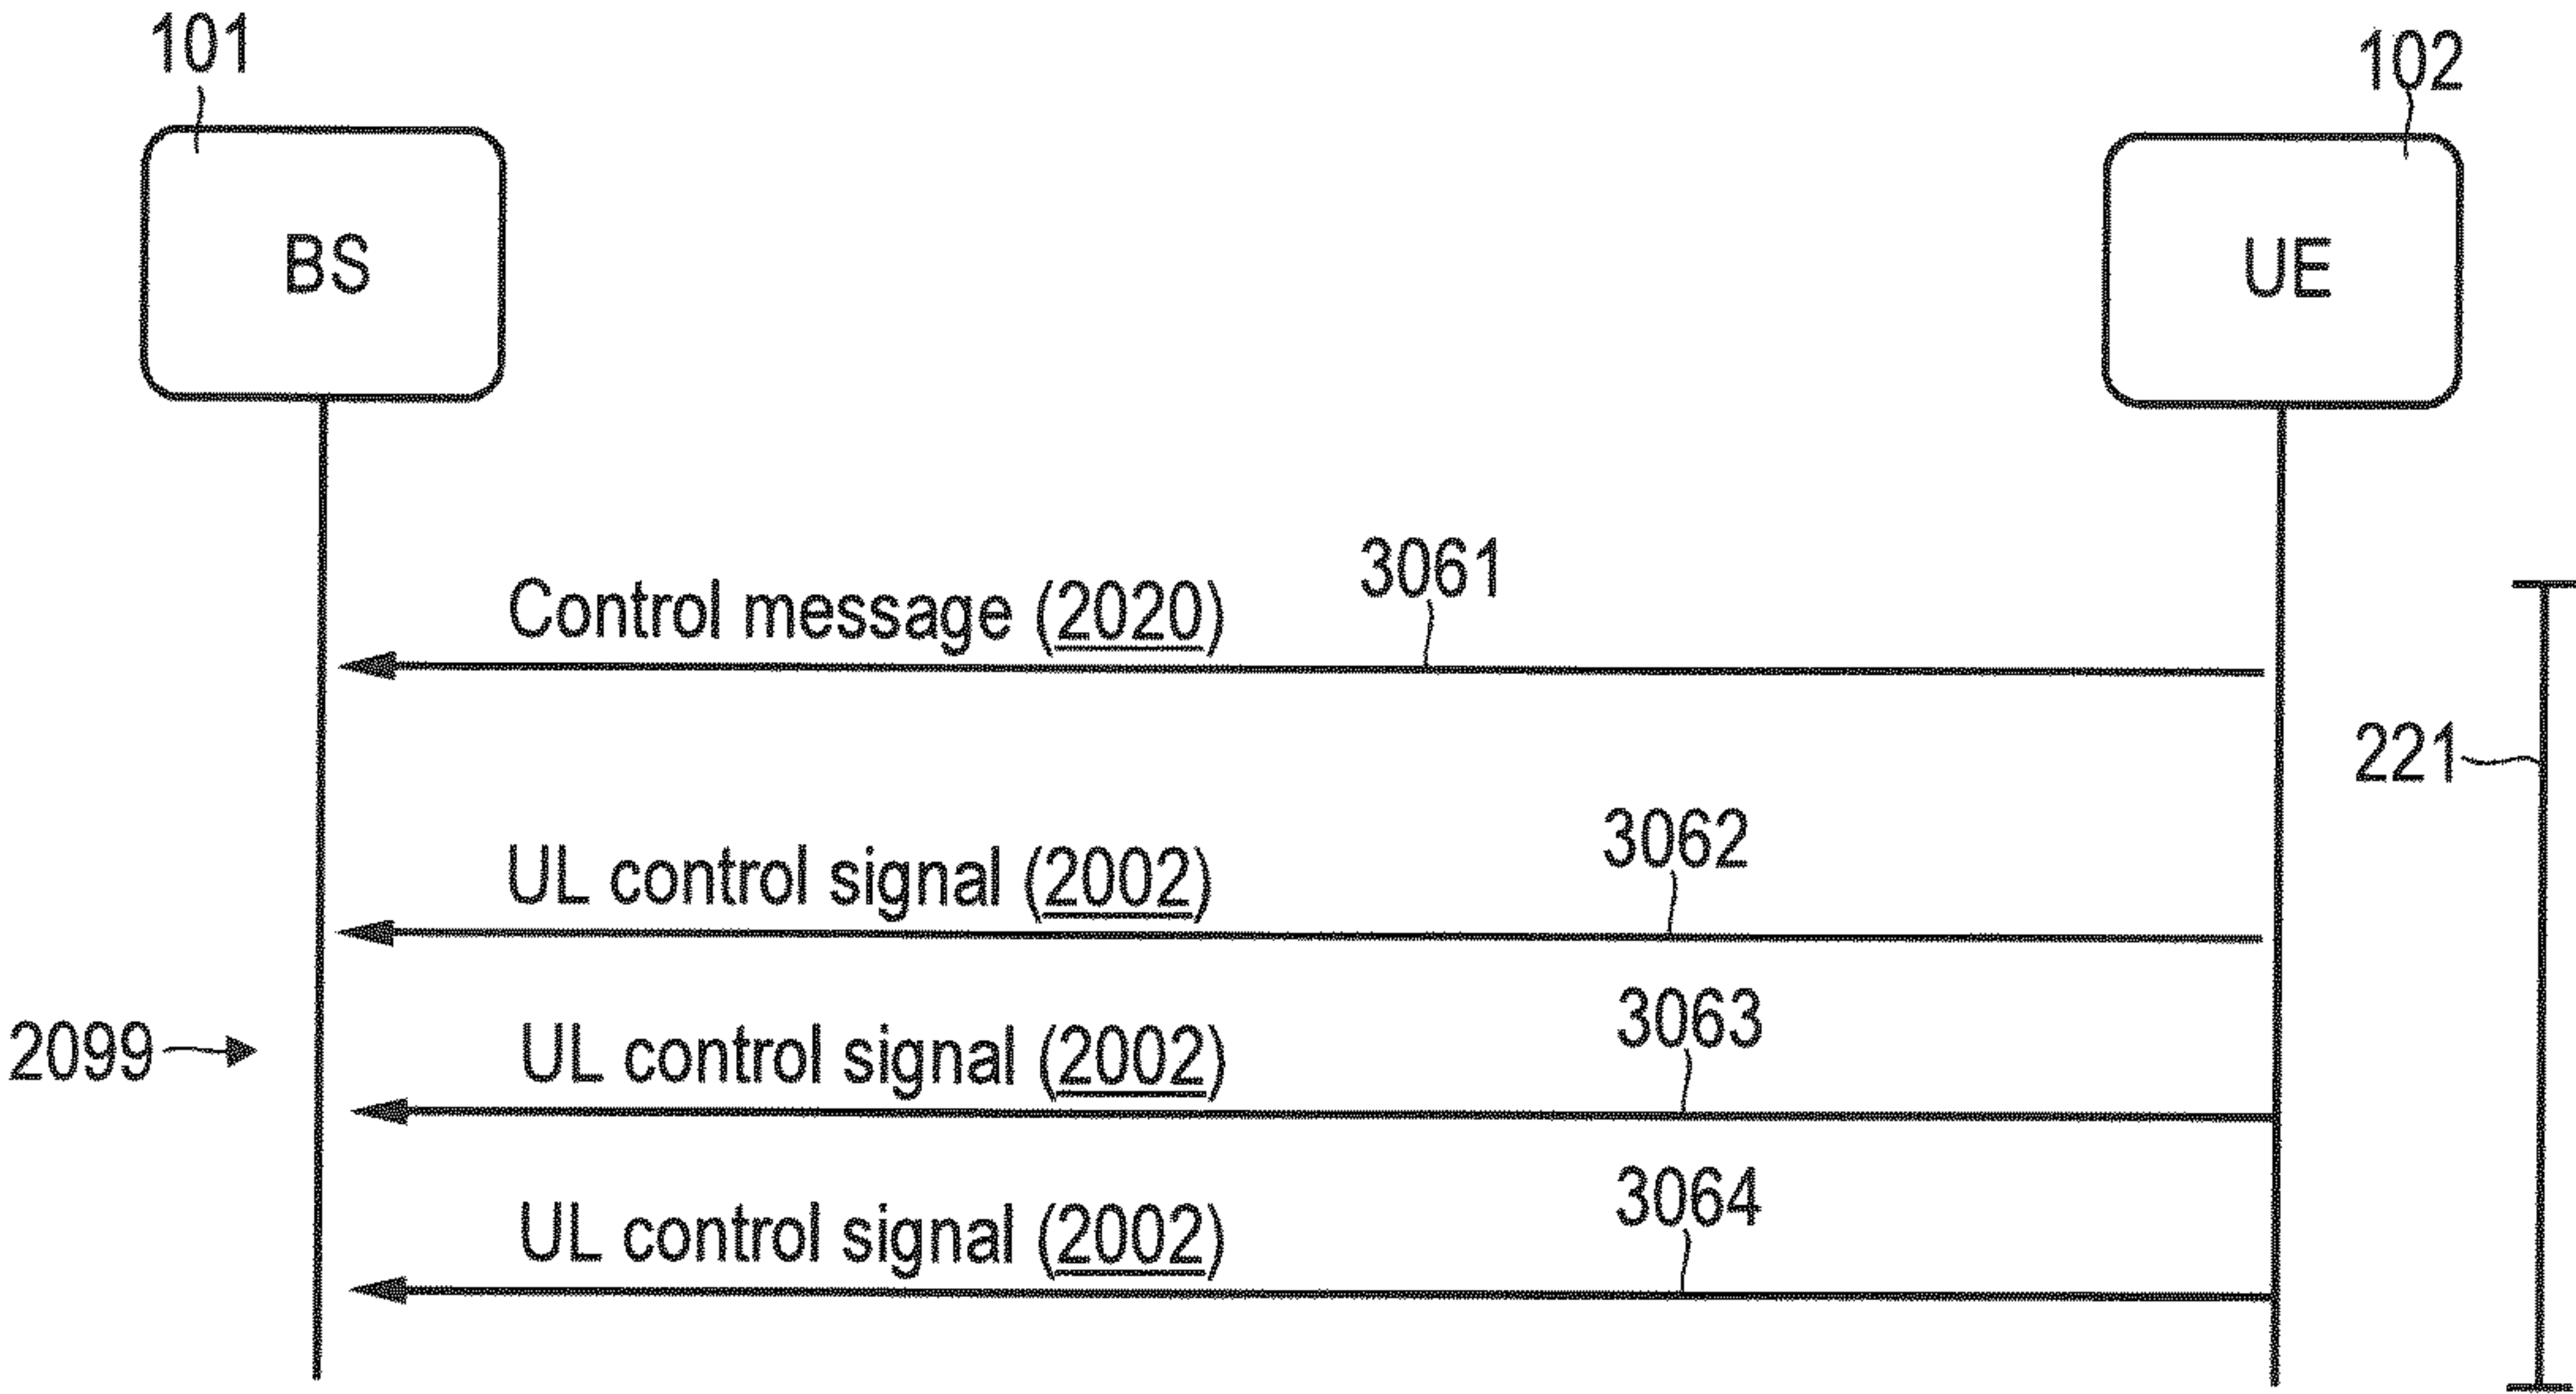 101
102
BS
UE
3061
Control message (2020)
221
3062
UL control signal (2002)
3063
2099
UL control signal (2002)
3064
UL control signal (2002)